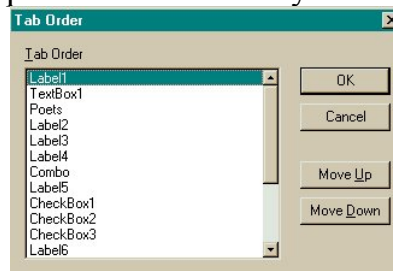 Tab Order
Tab Order
Label1
TextBox1
Poets
Label2
Label3
Label4
Combo
Label5
CheckBox1
CheckBox2
CheckBox3
Label6
OK
Cancel
Move Up
Move Down